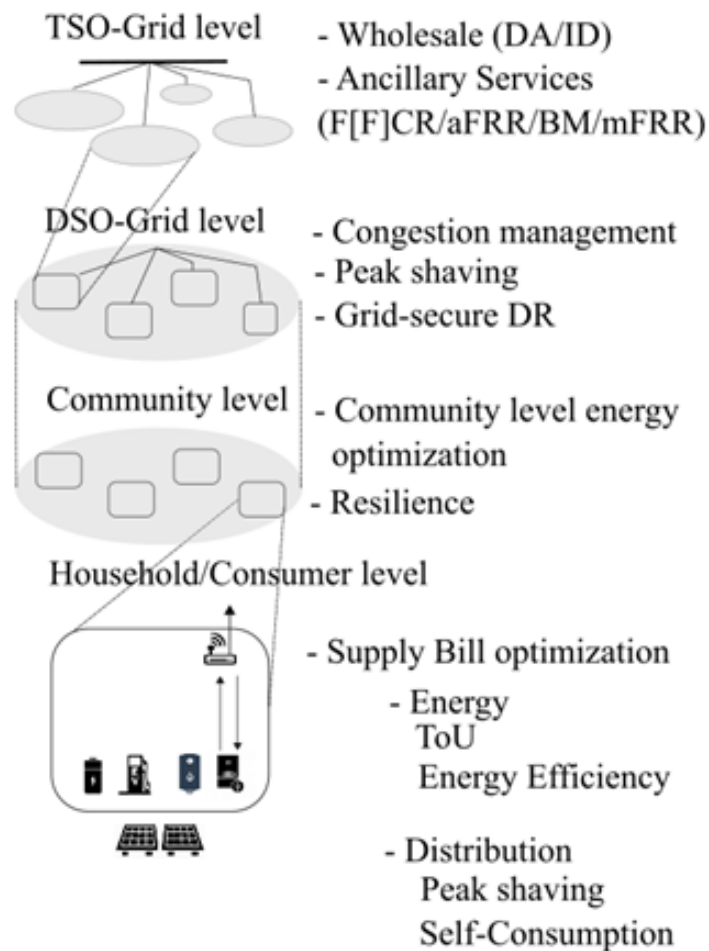 TSO-Grid level
- Wholesale (DA/ID)
- Ancillary Services
(F[F]CR/aFRR/BM/mFRR)
DSO-Grid level
- Congestion management
- Peak shaving
- Grid-secure DR
Community level
- Community level energy
optimization
- Resilience
Household/Consumer level
- Supply Bill optimization
- Energy
ToU
Energy Efficiency
- Distribution
Peak shaving
Self-Consumption